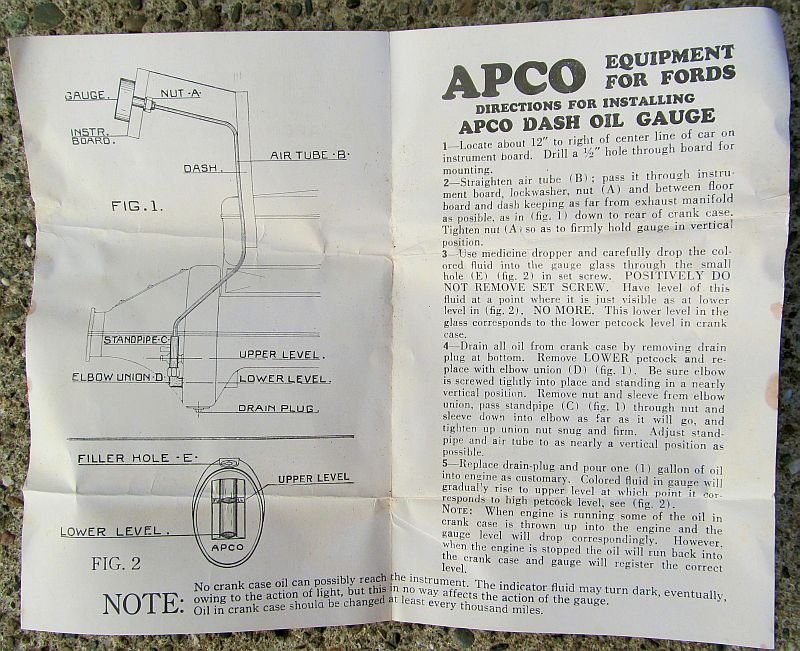 GAUGE.
NUT ·A·
INSTR.
BOARD.
AIR TUBE ·B·
DASH.
FIG. 1.
STANDPIPE·C·
UPPER LEVEL.
ELBOW UNION·D·
LOWER LEVEL.
DRAIN PLUG.
FILLER HOLE ·E·
UPPER LEVEL
LOWER LEVEL.
APCO
FIG. 2
APCO EQUIPMENT
FOR FORDS
DIRECTIONS FOR INSTALLING
APCO DASH OIL GAUGE
1—Locate about 12" to right of center line of car on
instrument board. Drill a ½" hole through board for
mounting.
2—Straighten air tube (B); pass it through instru-
ment board, lockwasher, nut (A) and between floor
board and dash keeping as far from exhaust manifold
as posible, as in (fig. 1) down to rear of crank case.
Tighten nut (A) so as to firmly hold gauge in vertical
position.
3—Use medicine dropper and carefully drop the col-
ored fluid into the gauge glass through the small
hole (E) (fig. 2) in set screw. POSITIVELY DO
NOT REMOVE SET SCREW. Have level of this
fluid at a point where it is just visible as at lower
level in (fig. 2). NO MORE. This lower level in the
glass corresponds to the lower petcock level in crank
case.
4—Drain all oil from crank case by removing drain
plug at bottom. Remove LOWER petcock and re-
place with elbow union (D) (fig. 1). Be sure elbow
is screwed tightly into place and standing in a nearly
vertical position. Remove nut and sleeve from elbow
union, pass standpipe (C) (fig. 1) through nut and
sleeve down into elbow as far as it will go, and
tighten up union nut snug and firm. Adjust stand-
pipe and air tube to as nearly a vertical position as
possible.
5—Replace drain-plug and pour one (1) gallon of oil
into engine as customary. Colored fluid in gauge will
gradually rise to upper level at which point it cor-
responds to high petcock level, see (fig. 2).
NOTE: When engine is running some of the oil in
crank case is thrown up into the engine and the
gauge level will drop correspondingly. However,
when the engine is stopped the oil will run back into
the crank case and gauge will register the correct
level.
NOTE: No crank case oil can possibly reach the instrument. The indicator fluid may turn dark, eventually,
owing to the action of light, but this in no way affects the action of the gauge.
Oil in crank case should be changed at least every thousand miles.